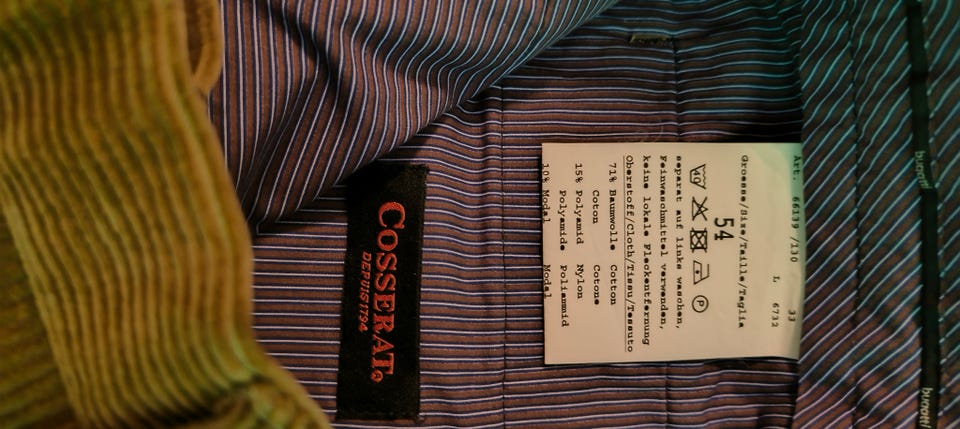 bugatti
bugatti
Art. 66139 /130 33
L 6732
Groesse/Size/Taille/Taglia
54
40 P
separat auf links waschen,
Feinwaschmittel verwenden,
keine lokale Fleckentfernung
Oberstoff/Cloth/Tissu/Tessuto
71% Baumwolle Cotton
Coton Cotone
15% Polyamid Nylon
Polyamide Poliammid
10% Modal Modal
COSSERAT
DEPUIS 1794